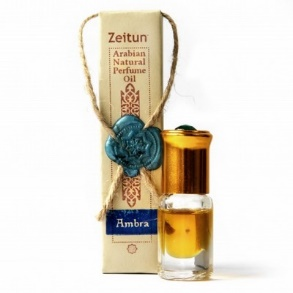 Zeitun
Arabian
Natural
Perfume
Oil
Ambra